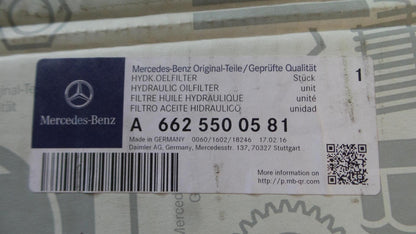 Mercedes-Benz Original-Teile/Geprüfte Qualität
HYDK.OELFILTER Stück 1
HYDRAULIC OILFILTER unit
FILTRE HUILE HYDRAULIQUE unité
FILTRO ACEITE HIDRAULICO unidad
Mercedes-Benz
A 662 550 05 81
Made in GERMANY 0060/1602/18246 17.02.16
Daimler AG, Germany, Mercedesstr. 137, 70327 Stuttgart
More information on
http://p.mb-qr.com